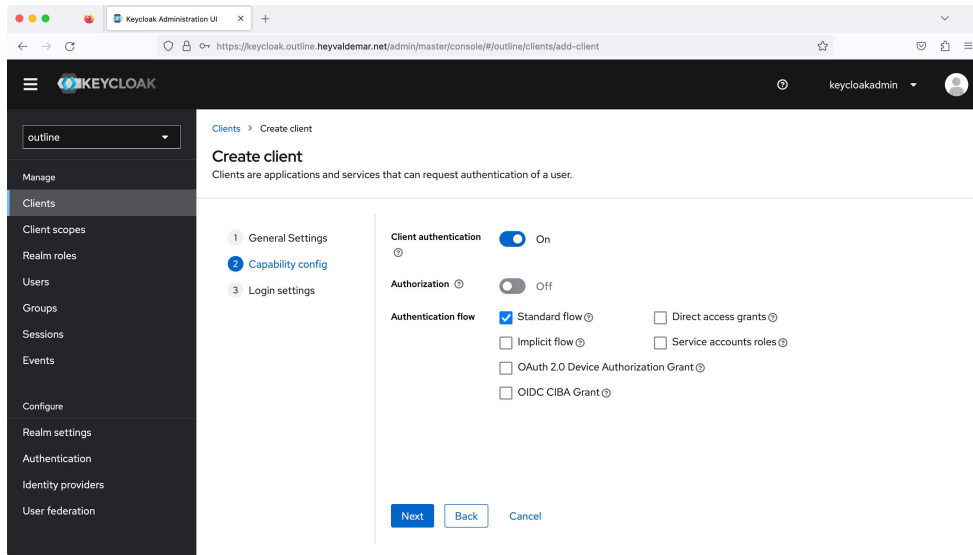 Keycloak Administration UI
https://keycloak.outline.heyvaldemar.net/admin/master/console/#/outline/clients/add-client
KEYCLOAK
keycloakadmin
outline
Manage
Clients
Client scopes
Realm roles
Users
Groups
Sessions
Events
Configure
Realm settings
Authentication
Identity providers
User federation
Clients > Create client
Create client
Clients are applications and services that can request authentication of a user.
1 General Settings
2 Capability config
3 Login settings
Client authentication On
Authorization Off
Authentication flow
Standard flow Direct access grants
Implicit flow Service accounts roles
OAuth 2.0 Device Authorization Grant
OIDC CIBA Grant
Next Back Cancel